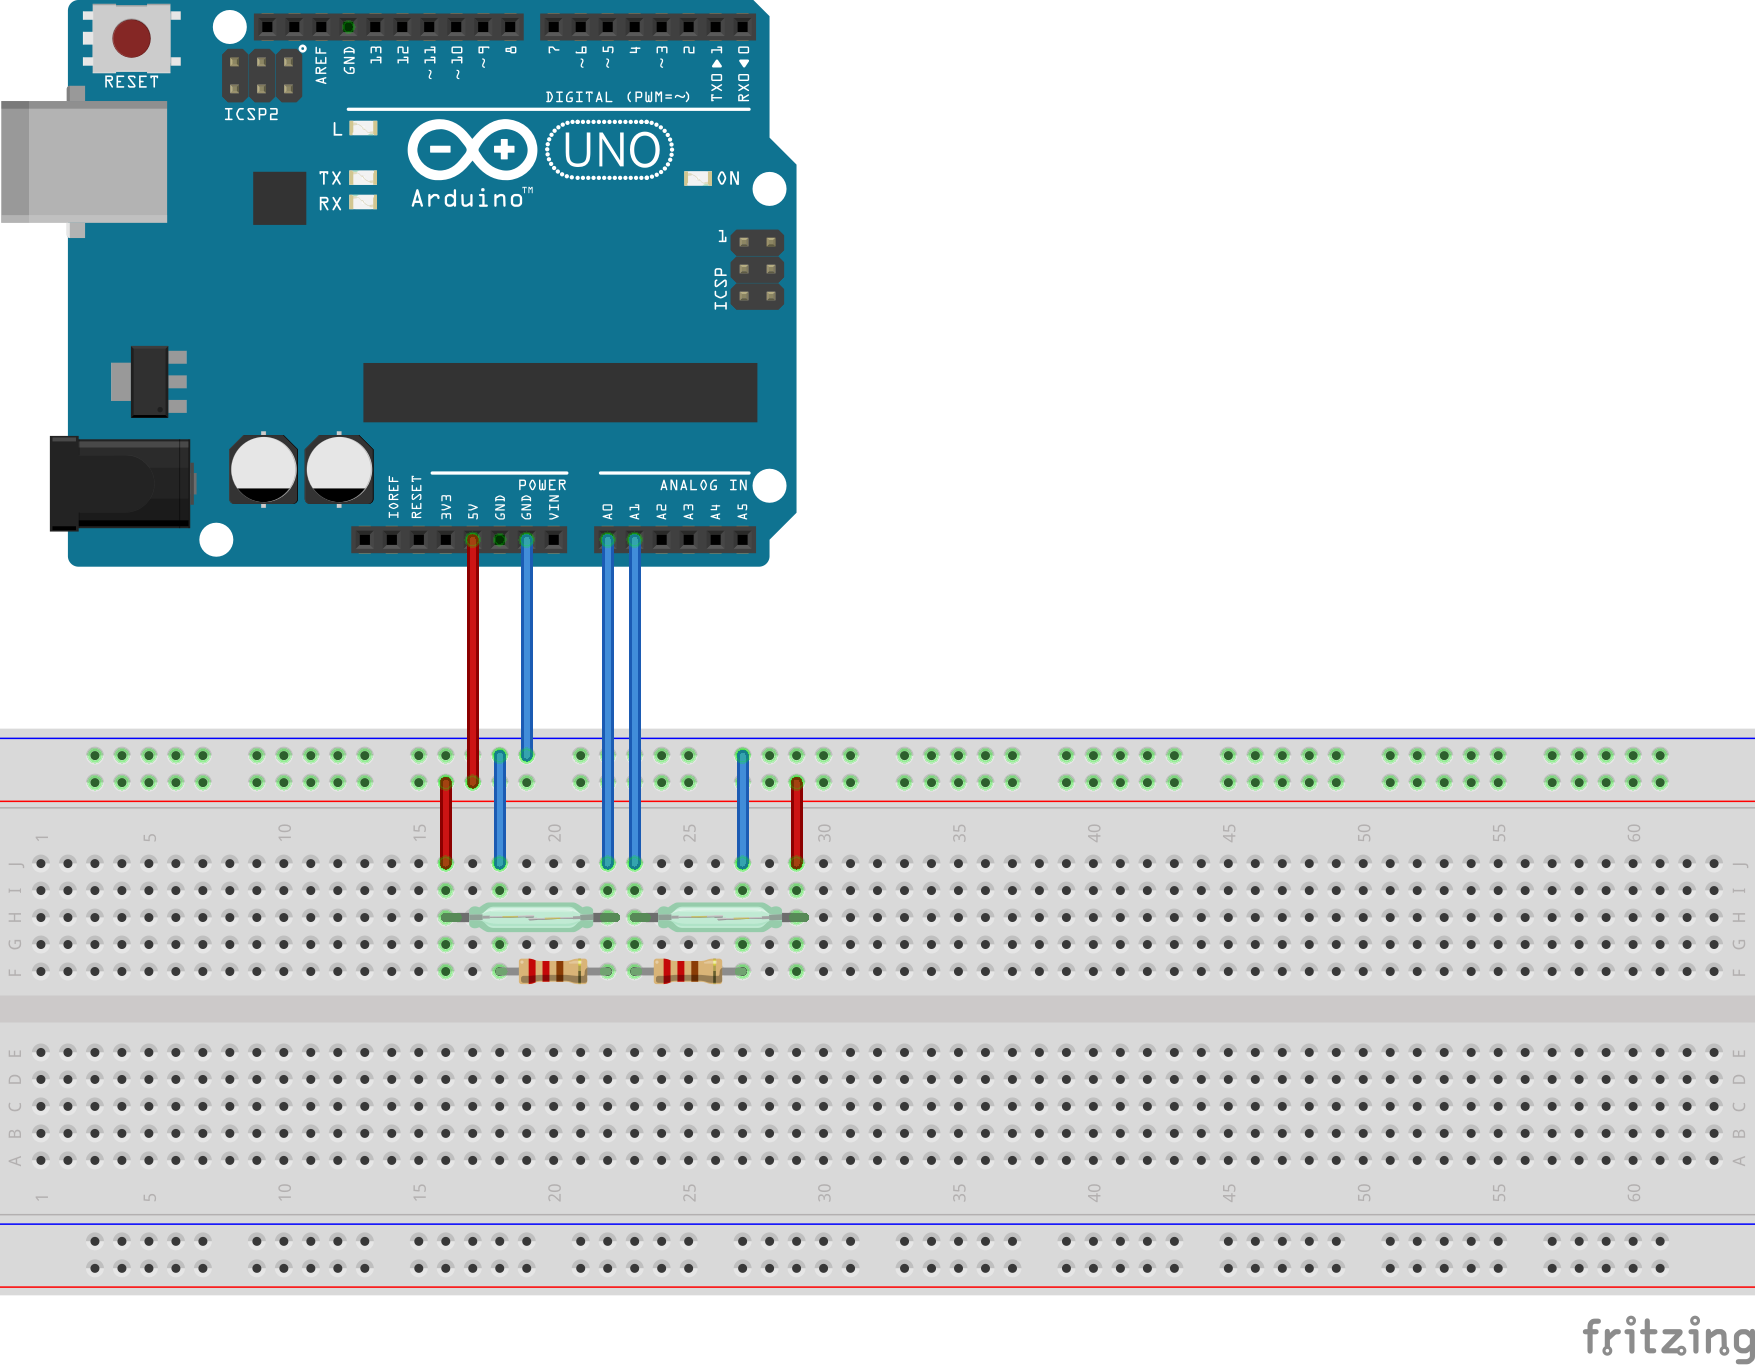 RESET
ICSP2
AREF
GND
13
12
~11
~10
~9
8
7
~6
~5
4
~3
2
TX0▶1
RX0◀0
DIGITAL (PWM=~)
L
TX
RX
UNO
Arduino™
ON
1
ICSP
IOREF
RESET
3V3
5V
GND
GND
VIN
POWER
A0
A1
A2
A3
A4
A5
ANALOG IN
1 5 10 15 20 25 30 35 40 45 50 55 60
J J
I I
H H
G G
F F
E E
D D
C C
B B
A A
1 5 10 15 20 25 30 35 40 45 50 55 60
fritzing